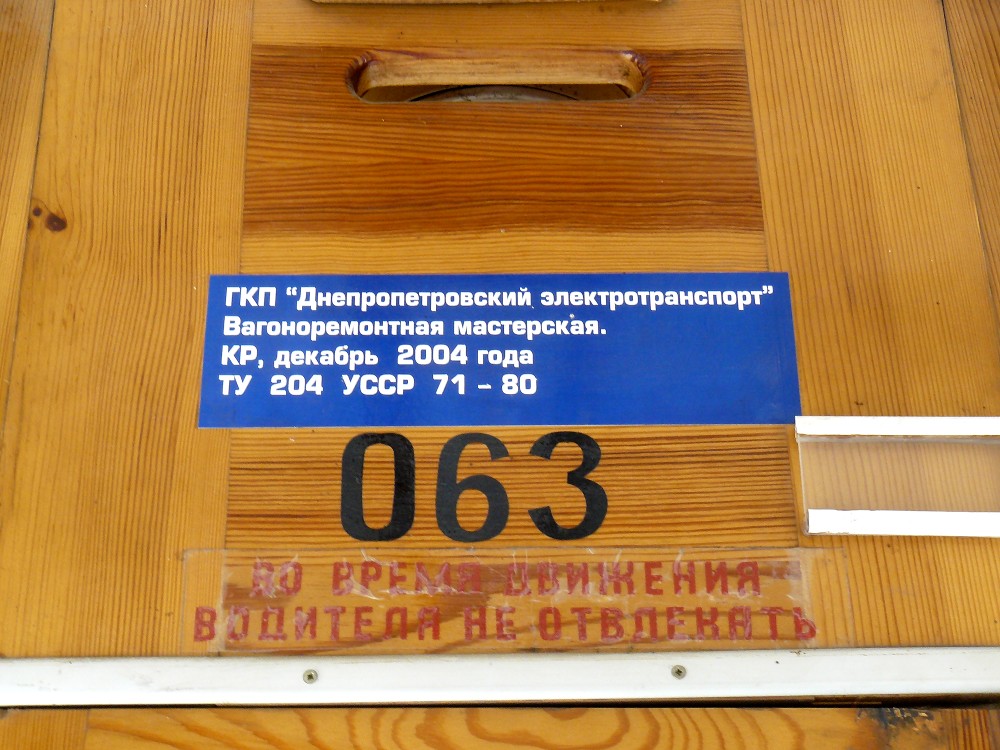 ГКП “Днепропетровский электротранспорт”
Вагоноремонтная мастерская.
КР, декабрь 2004 года
ТУ 204 УССР 71 – 80
063
ВО ВРЕМЯ ДВИЖЕНИЯ
ВОДИТЕЛЯ НЕ ОТВЛЕКАТЬ